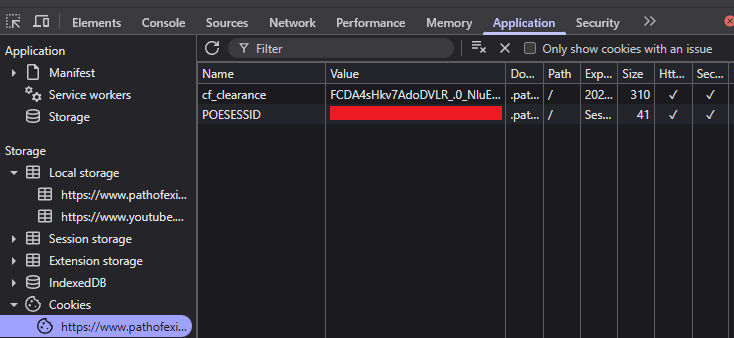 Elements Console Sources Network Performance Memory Application Security
Application
Manifest
Service workers
Storage
Storage
Local storage
https://www.pathofexi...
https://www.youtube....
Session storage
Extension storage
IndexedDB
Cookies
https://www.pathofexi...
Filter Only show cookies with an issue
Name Value Do... Path Exp... Size Htt... Sec...
cf_clearance FCDA4sHkv7AdoDVLR_.0_NluE... .pat... / 202... 310 ✓ ✓
POESESSID .pat... / Ses... 41 ✓ ✓